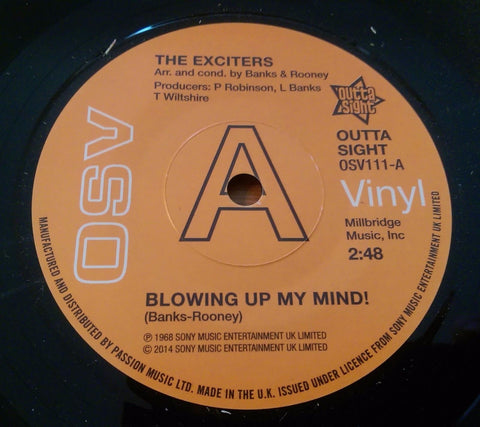 THE EXCITERS
Arr. and cond. by Banks & Rooney
Producers: P Robinson, L Banks
T Wiltshire
outta
sight
OUTTA
SIGHT
OSV111-A
Vinyl
Millbridge
Music, Inc
2:48
OSV
A
BLOWING UP MY MIND!
(Banks-Rooney)
℗ 1968 SONY MUSIC ENTERTAINMENT UK LIMITED
© 2014 SONY MUSIC ENTERTAINMENT UK LIMITED
MANUFACTURED AND DISTRIBUTED BY PASSION MUSIC LTD. MADE IN THE U.K. ISSUED UNDER LICENCE FROM SONY MUSIC ENTERTAINMENT UK LIMITED